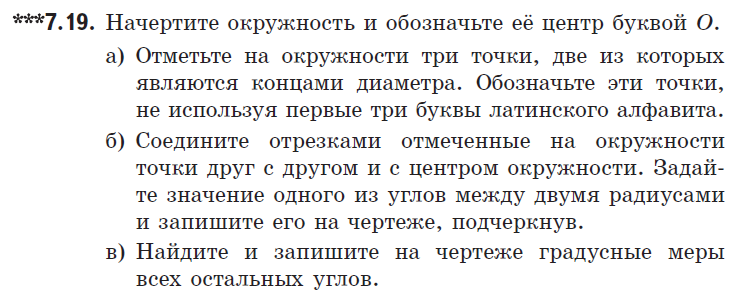 ***7.19. Начертите окружность и обозначьте её центр буквой O.
а) Отметьте на окружности три точки, две из которых
являются концами диаметра. Обозначьте эти точки,
не используя первые три буквы латинского алфавита.
б) Соедините отрезками отмеченные на окружности
точки друг с другом и с центром окружности. Задай-
те значение одного из углов между двумя радиусами
и запишите его на чертеже, подчеркнув.
в) Найдите и запишите на чертеже градусные меры
всех остальных углов.